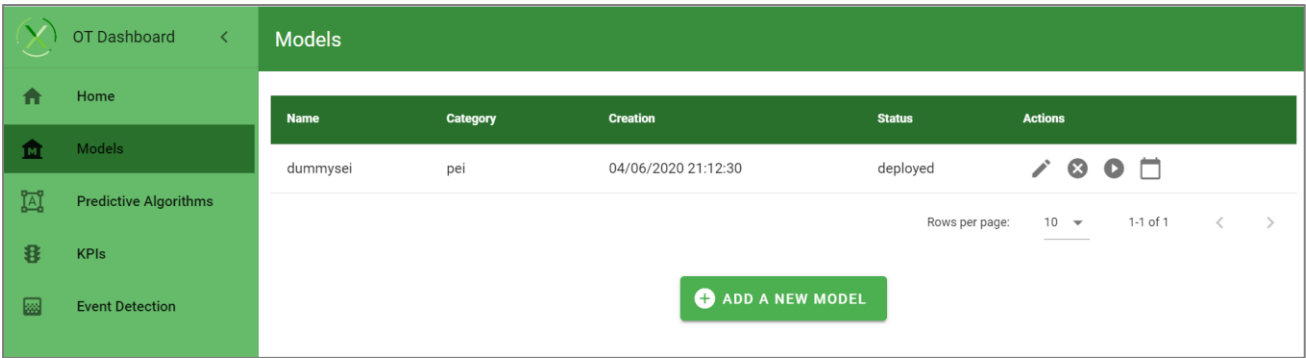 OT Dashboard
Models
Home
Models
Predictive Algorithms
KPIs
Event Detection
Name Category Creation Status Actions
dummysei pei 04/06/2020 21:12:30 deployed
Rows per page: 10 1-1 of 1
ADD A NEW MODEL